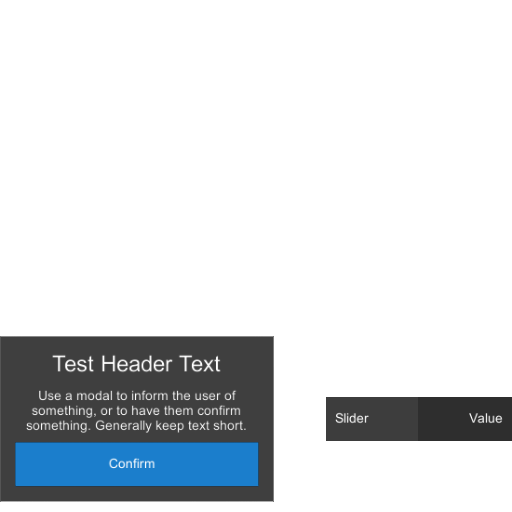 Test Header Text
Use a modal to inform the user of
something, or to have them confirm
something. Generally keep text short.
Confirm
Slider Value